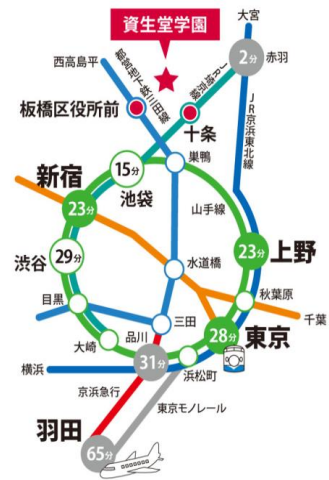 大宮
資生堂学園
2分
赤羽
西高島平
都営地下鉄三田線
JR埼京線
JR京浜東北線
板橋区役所前
十条
巣鴨
15分
池袋
新宿
23分
山手線
上野
23分
渋谷
29分
水道橋
秋葉原
目黒
千葉
三田
品川
28分
東京
大崎
31分
浜松町
横浜
京浜急行
東京モノレール
羽田
65分